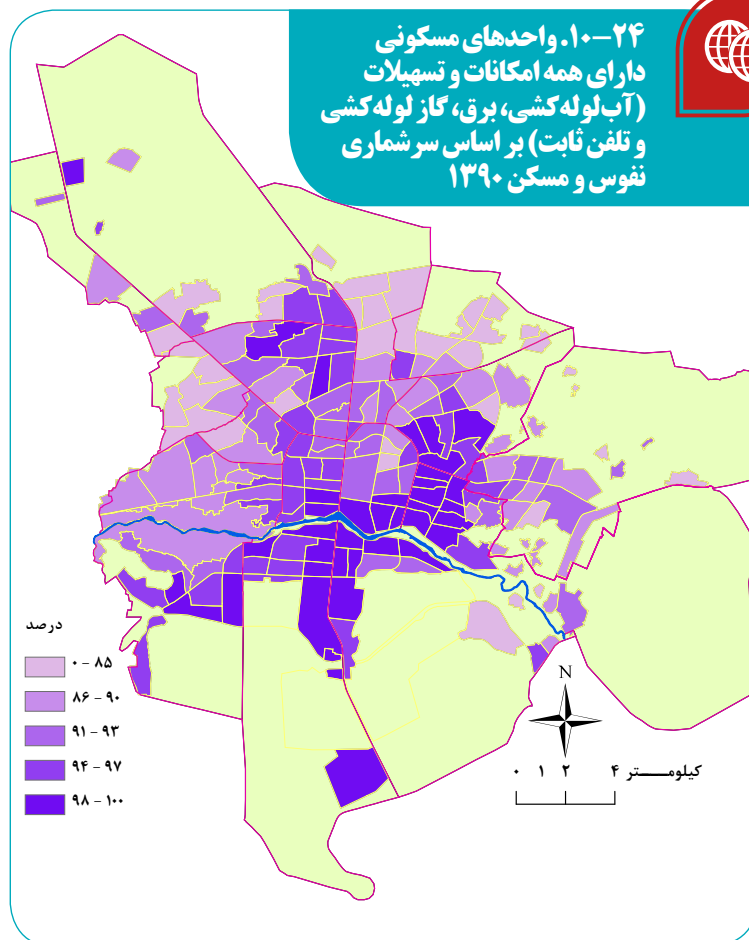 ۱۰-۲۴. واحدهای مسکونی
دارای همه امکانات و تسهیلات
(آب لوله کشی، برق، گاز لوله کشی
و تلفن ثابت) بر اساس سرشماری
نفوس و مسکن ۱۳۹۰
درصد
۰ - ۸۵
۸۶ - ۹۰
۹۱ - ۹۳
۹۴ - ۹۷
۹۸ - ۱۰۰
N
۰ ۱ ۲ ۴ کیلومتر